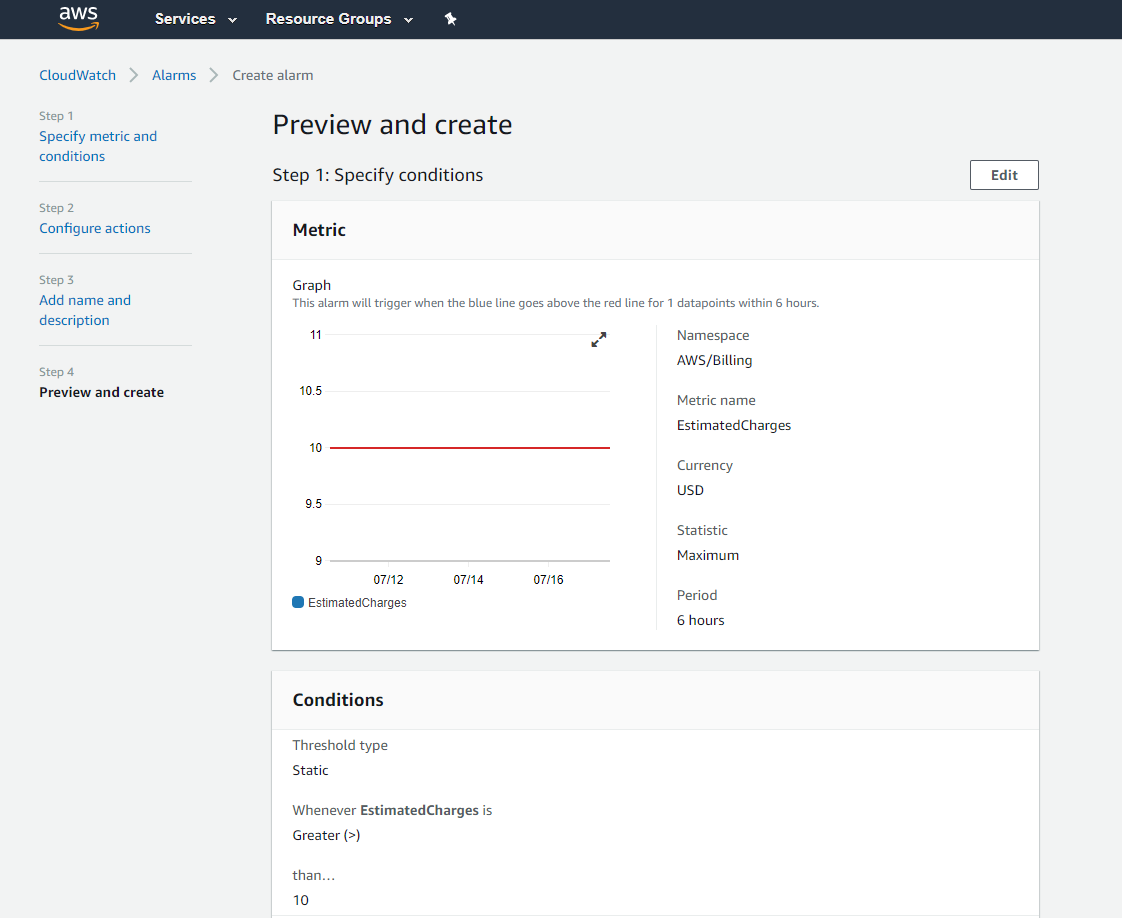 aws
Services
Resource Groups
CloudWatch
Alarms
Create alarm
Step 1
Specify metric and
conditions
Step 2
Configure actions
Step 3
Add name and
description
Step 4
Preview and create
Preview and create
Step 1: Specify conditions
Edit
Metric
Graph
This alarm will trigger when the blue line goes above the red line for 1 datapoints within 6 hours.
11
10.5
10
9.5
9
07/12 07/14 07/16
EstimatedCharges
Namespace
AWS/Billing
Metric name
EstimatedCharges
Currency
USD
Statistic
Maximum
Period
6 hours
Conditions
Threshold type
Static
Whenever EstimatedCharges is
Greater (>)
than…
10